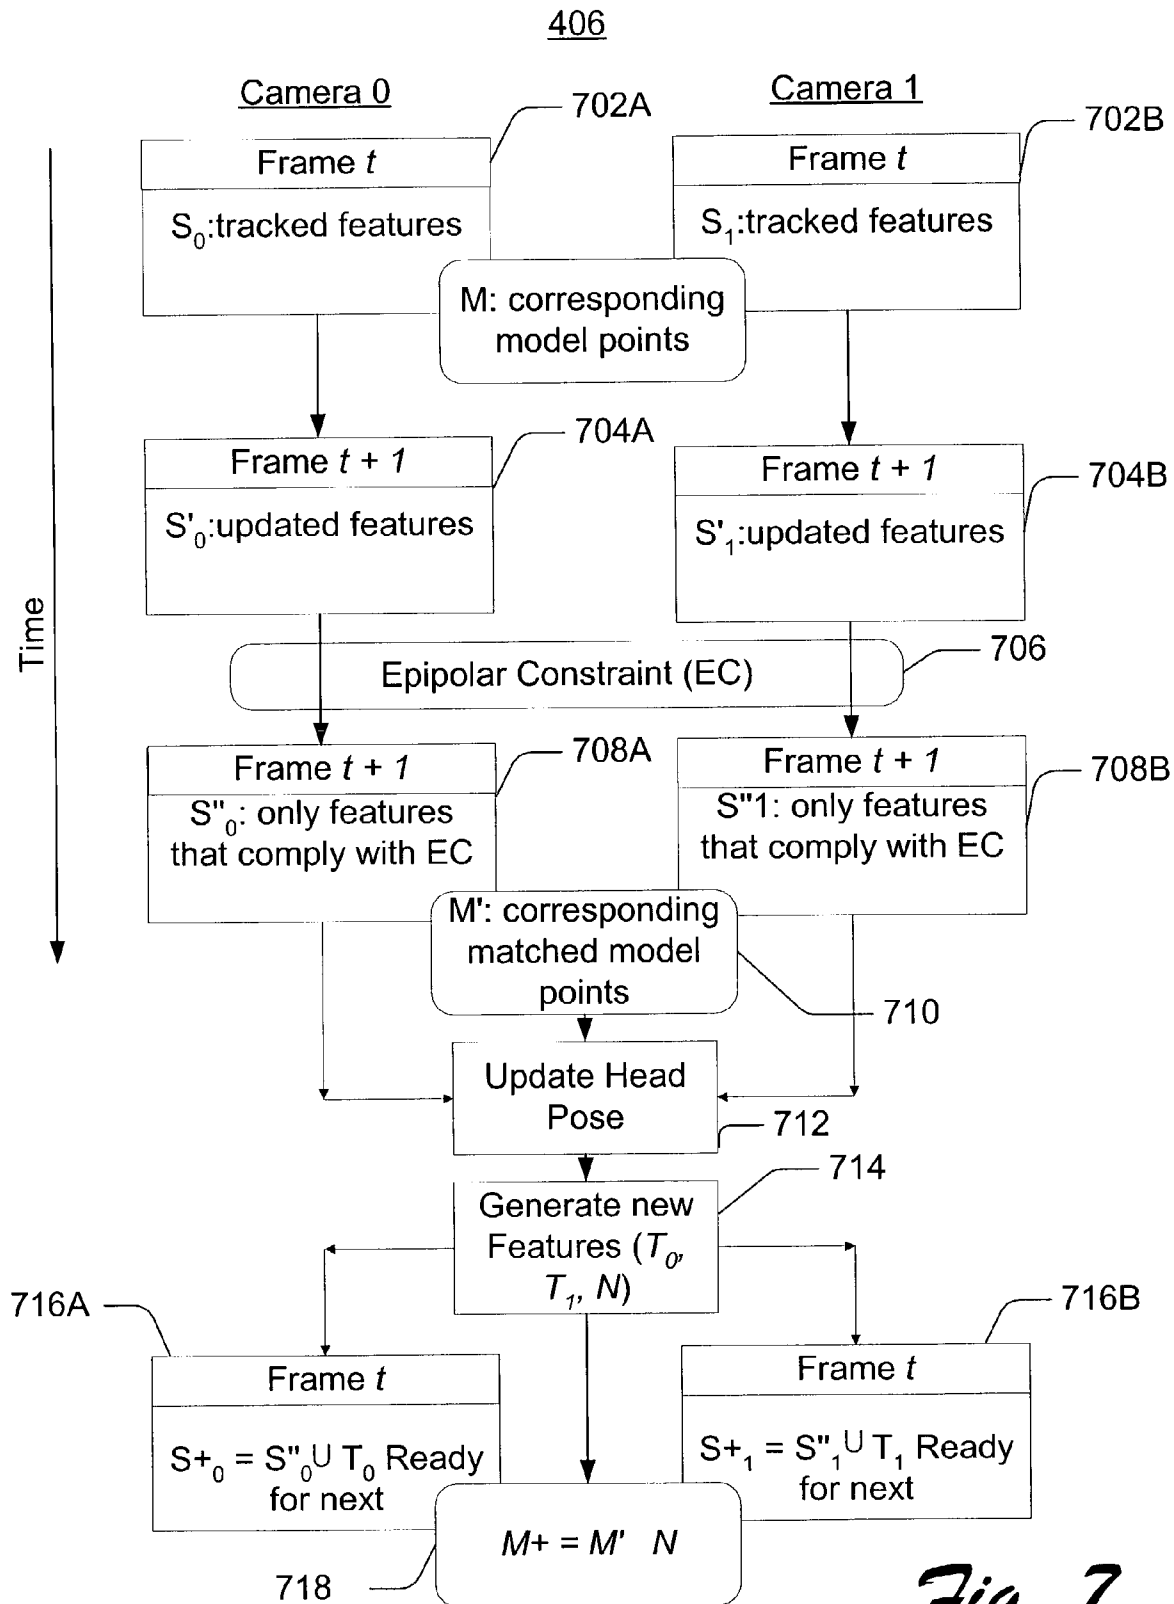 406
Camera 0
Camera 1
702A
702B
Frame t
Frame t
S0:tracked features
S1:tracked features
M: corresponding
model points
704A
704B
Frame t + 1
Frame t + 1
S'0:updated features
S'1:updated features
Time
706
Epipolar Constraint (EC)
708A
708B
Frame t + 1
Frame t + 1
S"0: only features
that comply with EC
S"1: only features
that comply with EC
M': corresponding
matched model
points
710
Update Head
Pose
712
714
Generate new
Features (T0,
T1, N)
716A
716B
Frame t
Frame t
S+0 = S"0∪ T0 Ready
for next
S+1 = S"1∪ T1 Ready
for next
M+ = M' N
718
Fig. 7